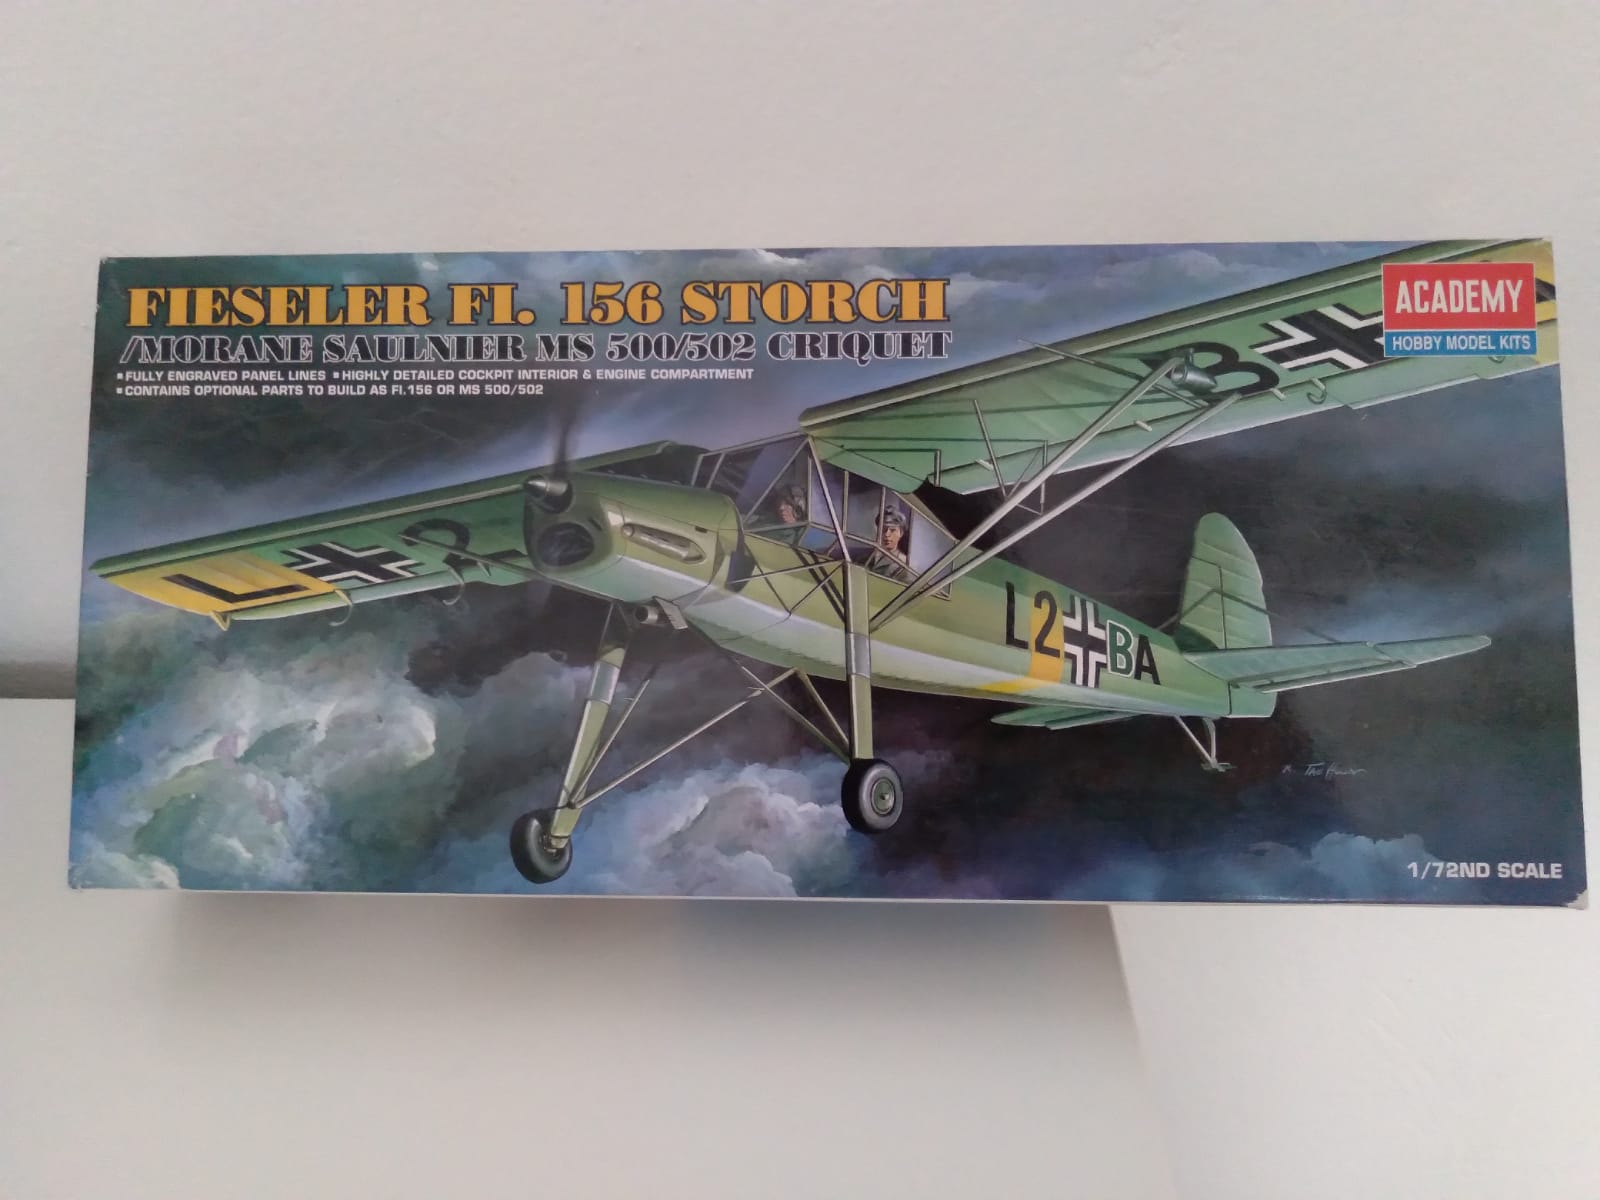 FIESELER FI. 156 STORCH
/MORANE SAULNIER MS 500/502 CRIQUET
▪FULLY ENGRAVED PANEL LINES ▪HIGHLY DETAILED COCKPIT INTERIOR & ENGINE COMPARTMENT
▪CONTAINS OPTIONAL PARTS TO BUILD AS FI.156 OR MS 500/502
ACADEMY
HOBBY MODEL KITS
B
L 2
L2 BA
1/72ND SCALE